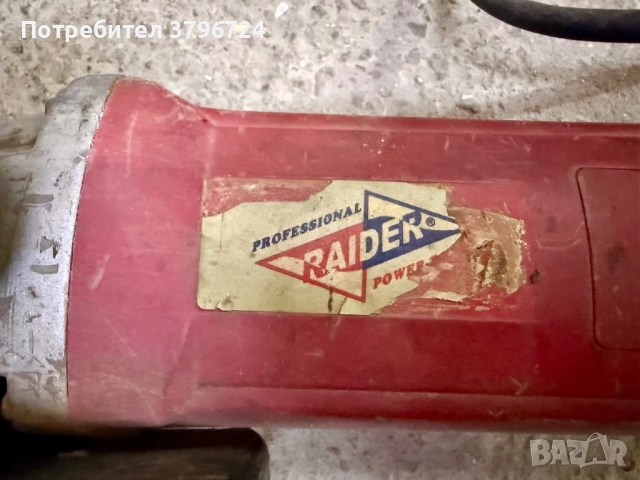 Потребител 3796724
PROFESSIONAL
RAIDER®
POWER
bazar